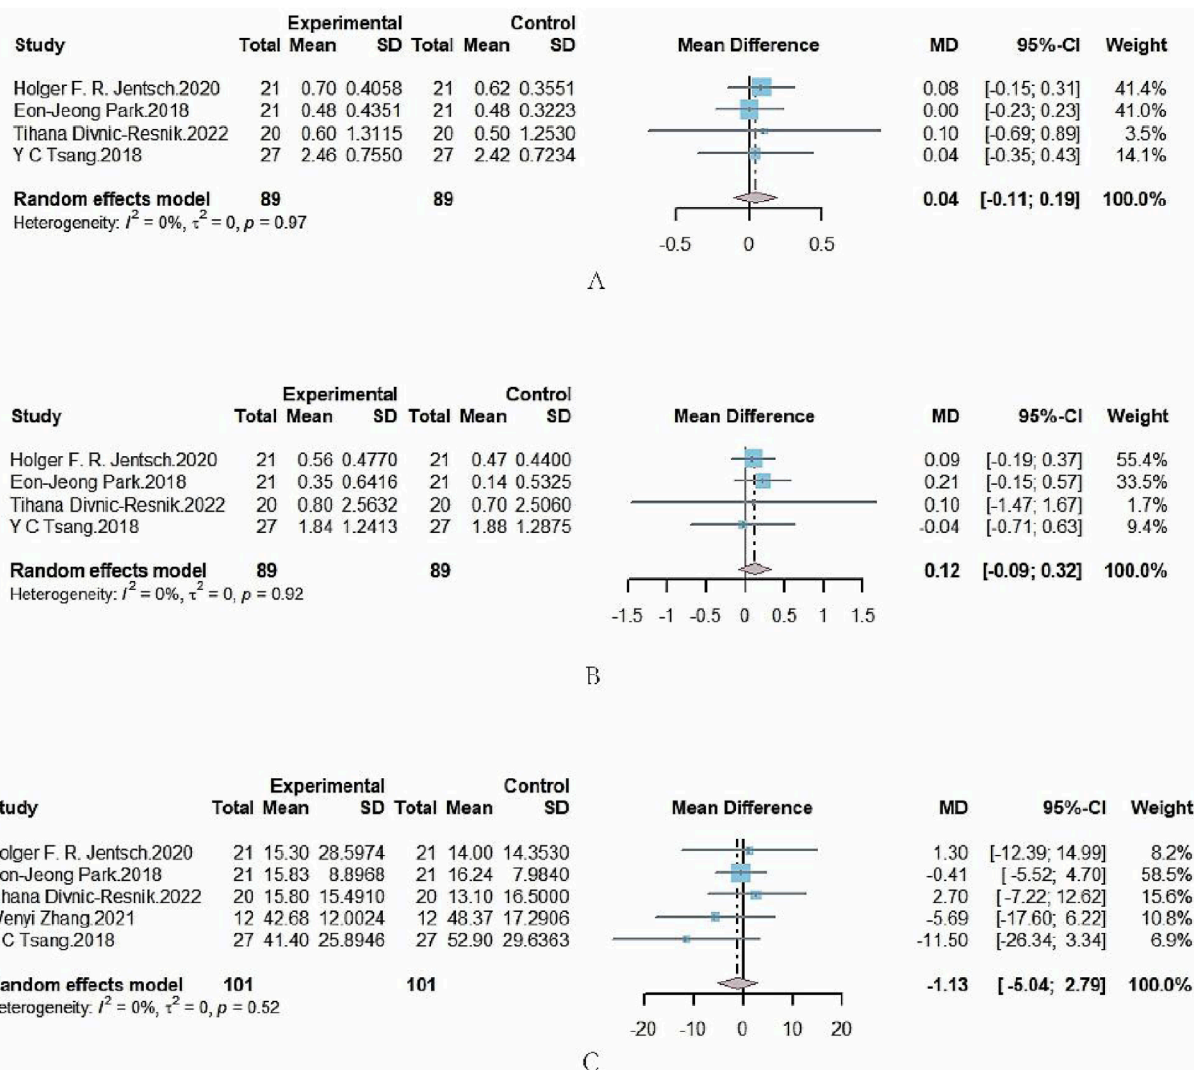 Experimental Control
Study Total Mean SD Total Mean SD Mean Difference MD 95%-CI Weight
Holger F. R. Jentsch.2020 21 0.70 0.4058 21 0.62 0.3551 0.08 [-0.15; 0.31] 41.4%
Eon-Jeong Park.2018 21 0.48 0.4351 21 0.48 0.3223 0.00 [-0.23; 0.23] 41.0%
Tihana Divnic-Resnik.2022 20 0.60 1.3115 20 0.50 1.2530 0.10 [-0.69; 0.89] 3.5%
Y C Tsang.2018 27 2.46 0.7550 27 2.42 0.7234 0.04 [-0.35; 0.43] 14.1%
Random effects model 89 89 0.04 [-0.11; 0.19] 100.0%
Heterogeneity: I² = 0%, τ² = 0, p = 0.97
-0.5 0 0.5
A
Experimental Control
Study Total Mean SD Total Mean SD Mean Difference MD 95%-CI Weight
Holger F. R. Jentsch.2020 21 0.56 0.4770 21 0.47 0.4400 0.09 [-0.19; 0.37] 55.4%
Eon-Jeong Park.2018 21 0.35 0.6416 21 0.14 0.5325 0.21 [-0.15; 0.57] 33.5%
Tihana Divnic-Resnik.2022 20 0.80 2.5632 20 0.70 2.5060 0.10 [-1.47; 1.67] 1.7%
Y C Tsang.2018 27 1.84 1.2413 27 1.88 1.2875 -0.04 [-0.71; 0.63] 9.4%
Random effects model 89 89 0.12 [-0.09; 0.32] 100.0%
Heterogeneity: I² = 0%, τ² = 0, p = 0.92
-1.5 -1 -0.5 0 0.5 1 1.5
B
Experimental Control
tudy Total Mean SD Total Mean SD Mean Difference MD 95%-CI Weight
olger F. R. Jentsch.2020 21 15.30 28.5974 21 14.00 14.3530 1.30 [-12.39; 14.99] 8.2%
on-Jeong Park.2018 21 15.83 8.8968 21 16.24 7.9840 -0.41 [-5.52; 4.70] 58.5%
hana Divnic-Resnik.2022 20 15.80 15.4910 20 13.10 16.5000 2.70 [-7.22; 12.62] 15.6%
enyi Zhang.2021 12 42.68 12.0024 12 48.37 17.2906 -5.69 [-17.60; 6.22] 10.8%
C Tsang.2018 27 41.40 25.8946 27 52.90 29.6363 -11.50 [-26.34; 3.34] 6.9%
andom effects model 101 101 -1.13 [-5.04; 2.79] 100.0%
eterogeneity: I² = 0%, τ² = 0, p = 0.52
-20 -10 0 10 20
C